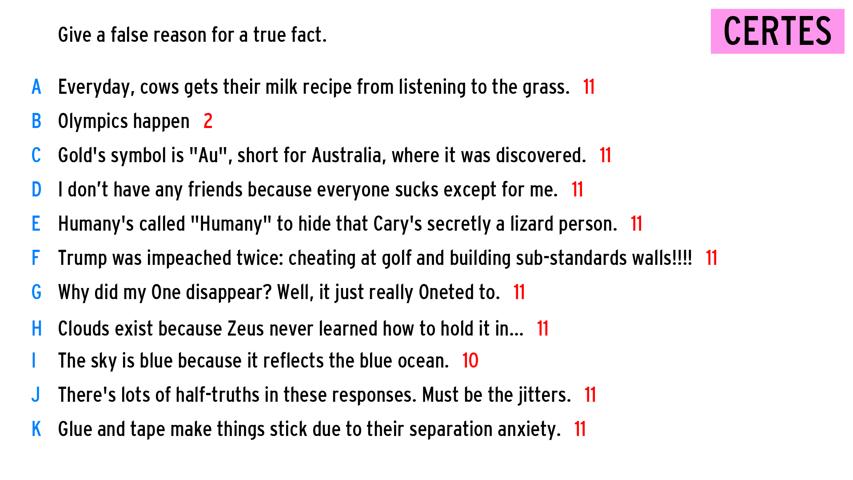 CERTES
Give a false reason for a true fact.
A Everyday, cows gets their milk recipe from listening to the grass. 11
B Olympics happen 2
C Gold's symbol is "Au", short for Australia, where it was discovered. 11
D I don't have any friends because everyone sucks except for me. 11
E Humany's called "Humany" to hide that Cary's secretly a lizard person. 11
F Trump was impeached twice: cheating at golf and building sub-standards walls!!!! 11
G Why did my One disappear? Well, it just really Oneted to. 11
H Clouds exist because Zeus never learned how to hold it in... 11
I The sky is blue because it reflects the blue ocean. 10
J There's lots of half-truths in these responses. Must be the jitters. 11
K Glue and tape make things stick due to their separation anxiety. 11